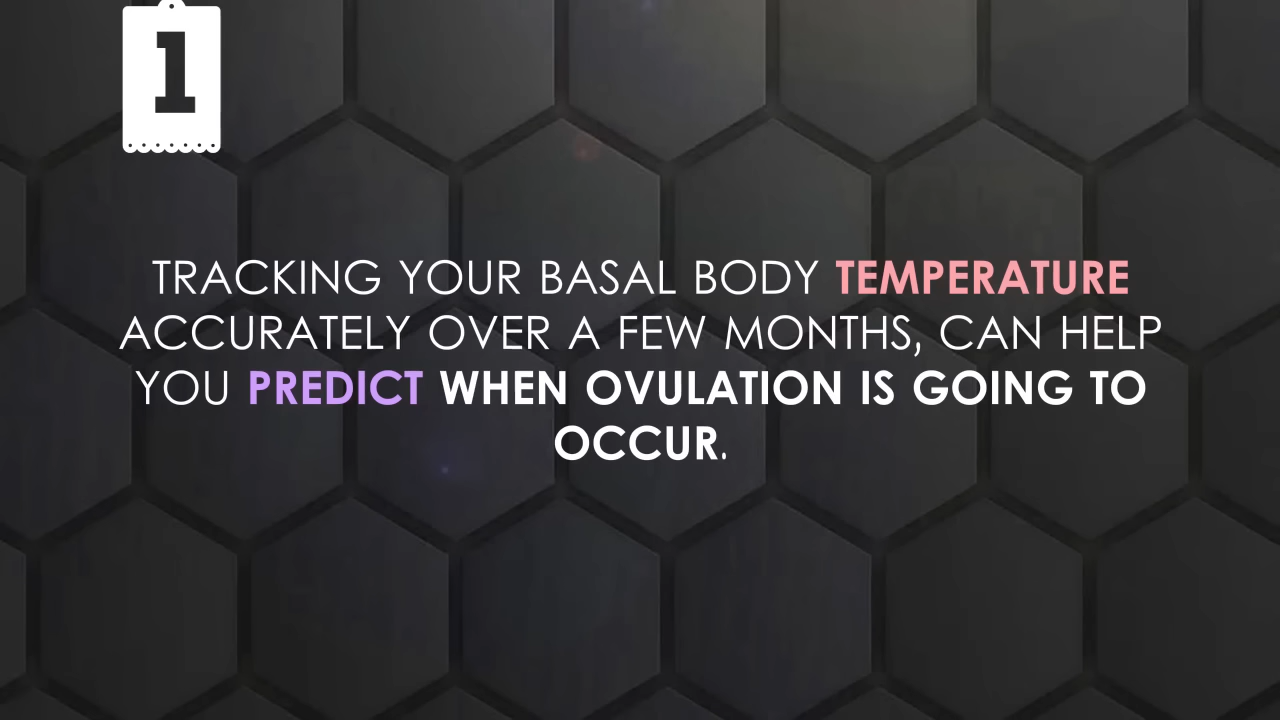 1
TRACKING YOUR BASAL BODY TEMPERATURE
ACCURATELY OVER A FEW MONTHS, CAN HELP
YOU PREDICT WHEN OVULATION IS GOING TO
OCCUR.